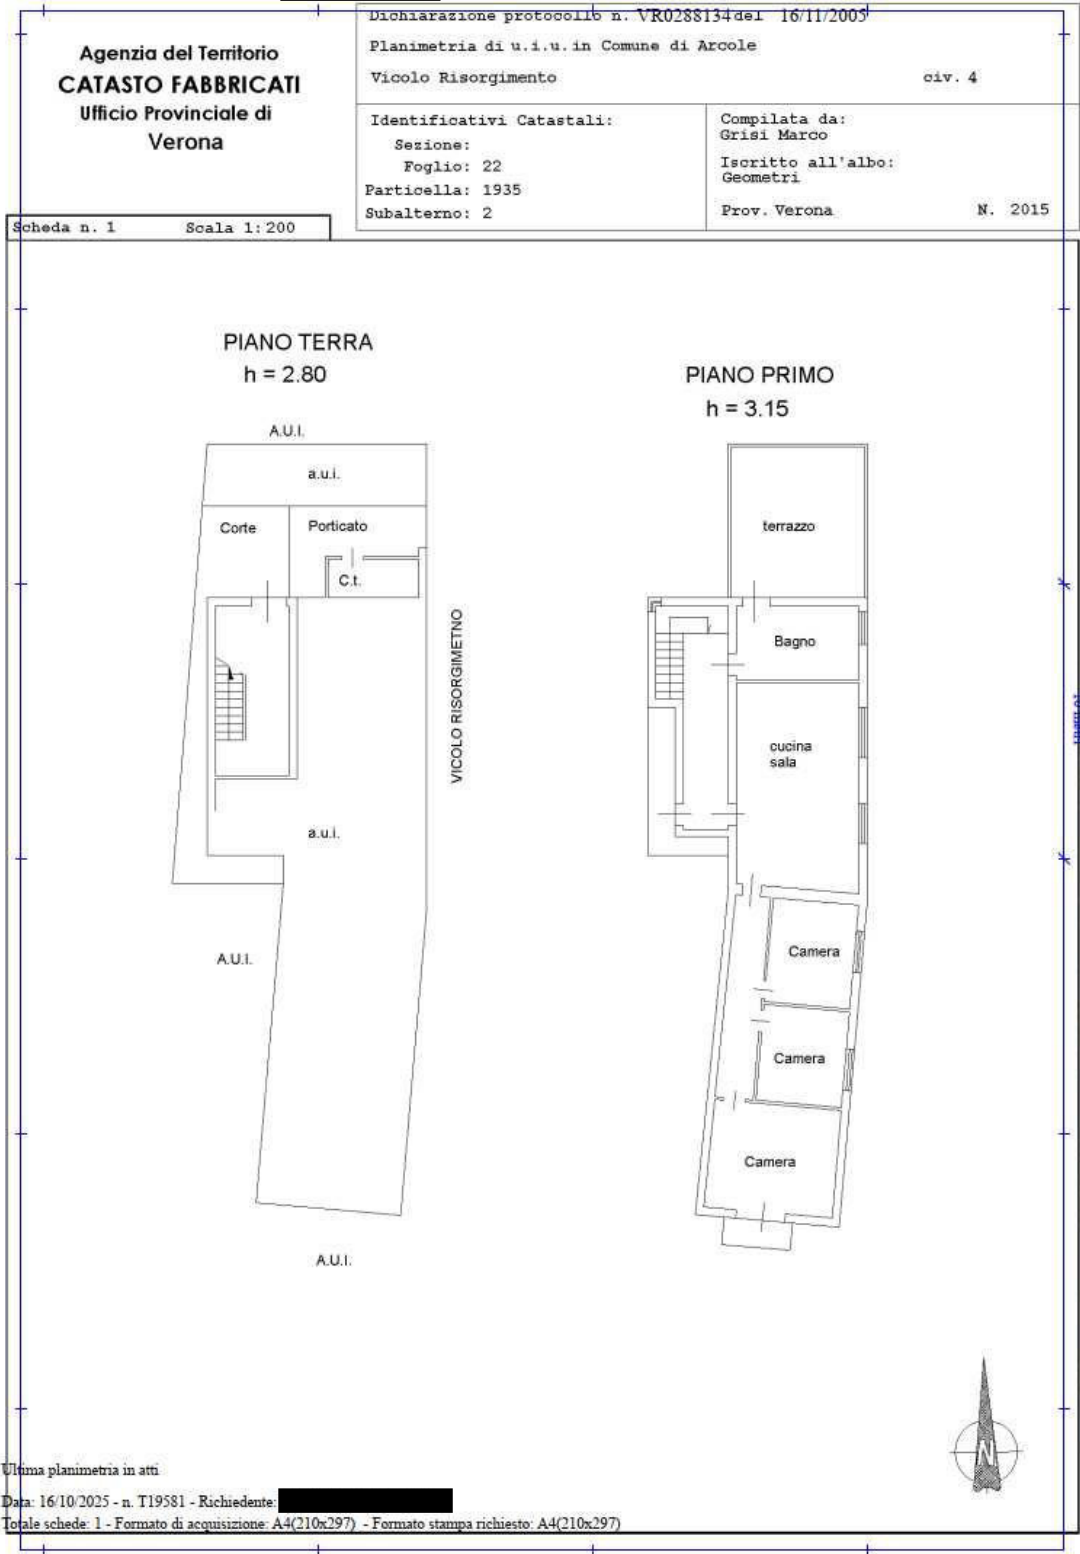 Agenzia del Territorio
CATASTO FABBRICATI
Ufficio Provinciale di
Verona
Dichiarazione protocollo n. VR0288134 del 16/11/2005
Planimetria di u.i.u. in Comune di Arcole
Vicolo Risorgimento civ. 4
Identificativi Catastali:
Sezione:
Foglio: 22
Particella: 1935
Subalterno: 2
Compilata da:
Grisi Marco
Iscritto all'albo:
Geometri
Prov. Verona N. 2015
Scheda n. 1 Scala 1:200
PIANO TERRA
h = 2.80
A.U.I.
a.u.i.
Corte
Porticato
C.t.
VICOLO RISORGIMETNO
a.u.i.
A.U.I.
A.U.I.
PIANO PRIMO
h = 3.15
terrazzo
Bagno
cucina
sala
Camera
Camera
Camera
N
Ultima planimetria in atti
Data: 16/10/2025 - n. T19581 - Richiedente:
Totale schede: 1 - Formato di acquisizione: A4(210x297) - Formato stampa richiesto: A4(210x297)